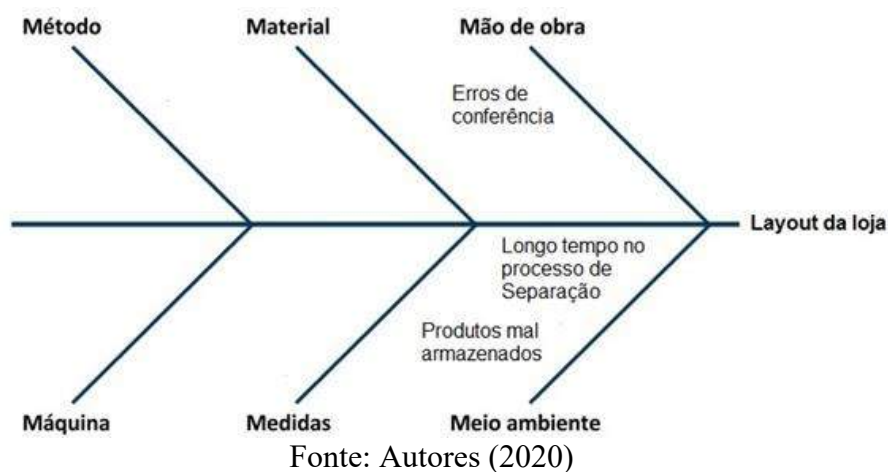 Método
Material
Mão de obra
Erros de
conferência
Layout da loja
Longo tempo no
processo de
Separação
Produtos mal
armazenados
Máquina
Medidas
Meio ambiente
Fonte: Autores (2020)